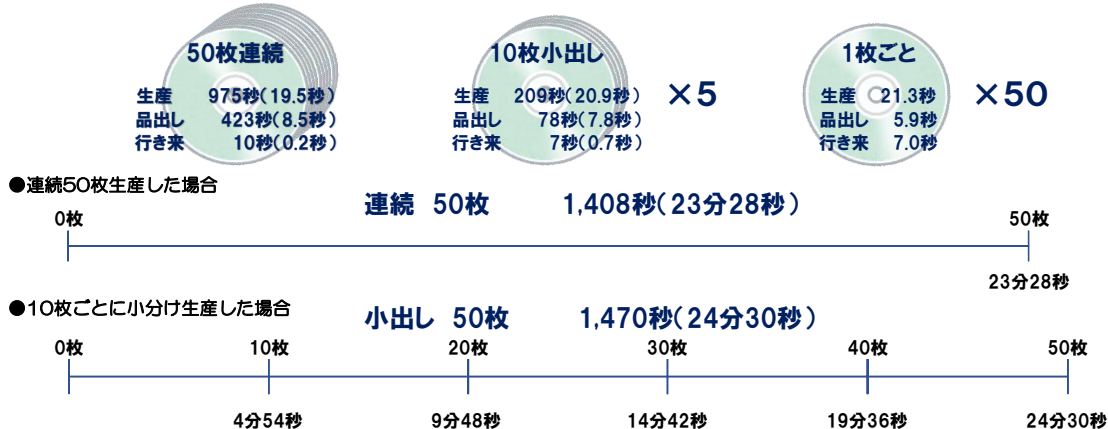 50枚連続
生産 975秒(19.5秒)
品出し 423秒(8.5秒)
行き来 10秒(0.2秒)
10枚小出し
生産 209秒(20.9秒)
品出し 78秒(7.8秒)
行き来 7秒(0.7秒)
×5
1枚ごと
生産 21.3秒
品出し 5.9秒
行き来 7.0秒
×50
●連続50枚生産した場合
連続 50枚 1,408秒(23分28秒)
0枚 50枚
23分28秒
●10枚ごとに小分け生産した場合
小出し 50枚 1,470秒(24分30秒)
0枚 10枚 20枚 30枚 40枚 50枚
4分54秒 9分48秒 14分42秒 19分36秒 24分30秒